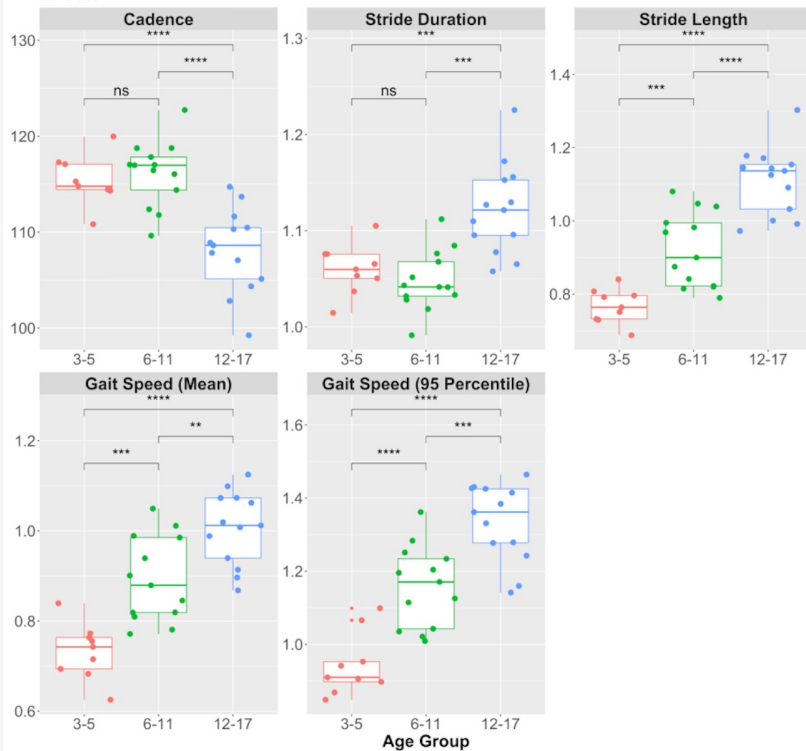 Cadence
****
****
ns
130
120
110
100
3-5 6-11 12-17
Stride Duration
***
***
ns
1.3
1.2
1.1
1.0
3-5 6-11 12-17
Stride Length
****
****
***
1.4
1.2
1.0
0.8
3-5 6-11 12-17
Gait Speed (Mean)
****
**
***
1.2
1.0
0.8
0.6
3-5 6-11 12-17
Gait Speed (95 Percentile)
****
***
****
1.6
1.4
1.2
1.0
3-5 6-11 12-17
Age Group